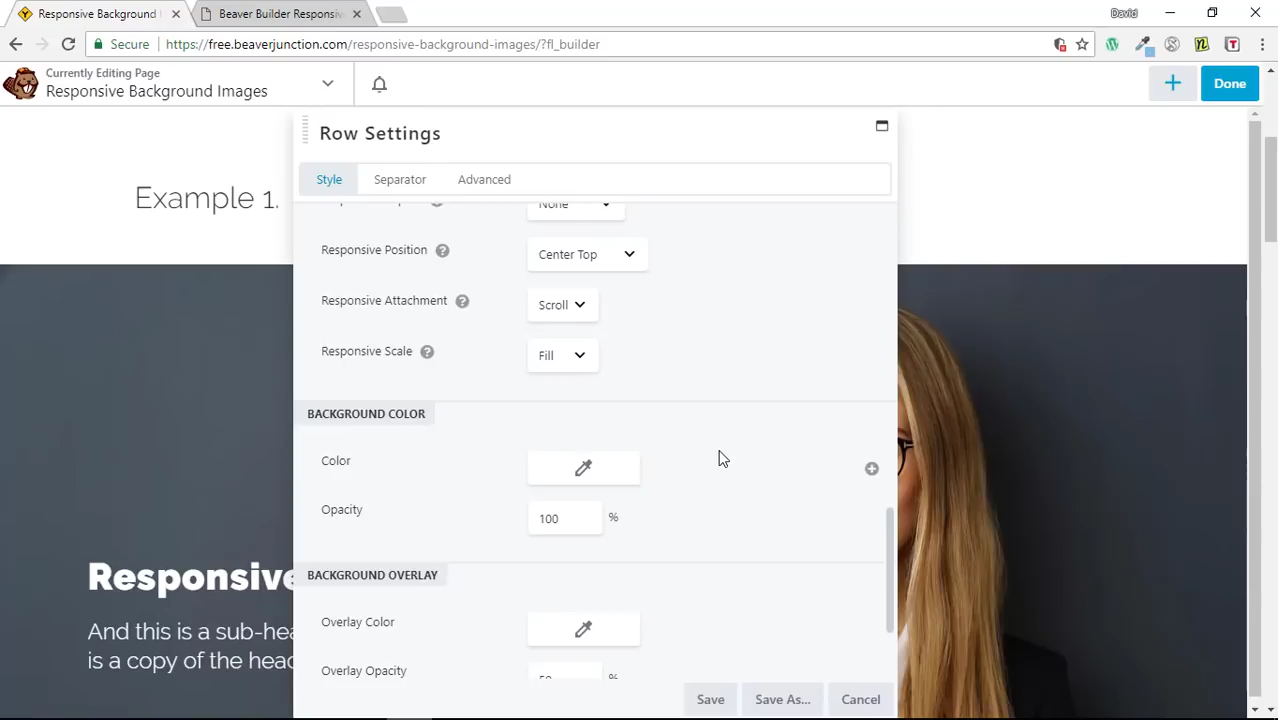 Responsive Background I
Beaver Builder Responsive
David
Secure
https://free.beaverjunction.com/responsive-background-images/?fl_builder
Currently Editing Page
Responsive Background Images
Done
Row Settings
Example 1.
Style
Separator
Advanced
None
Responsive Position
Center Top
Responsive Attachment
Scroll
Responsive Scale
Fill
BACKGROUND COLOR
Color
Opacity
100
%
Responsive
BACKGROUND OVERLAY
And this is a sub-hea
is a copy of the head
Overlay Color
Overlay Opacity
50
%
Save
Save As...
Cancel